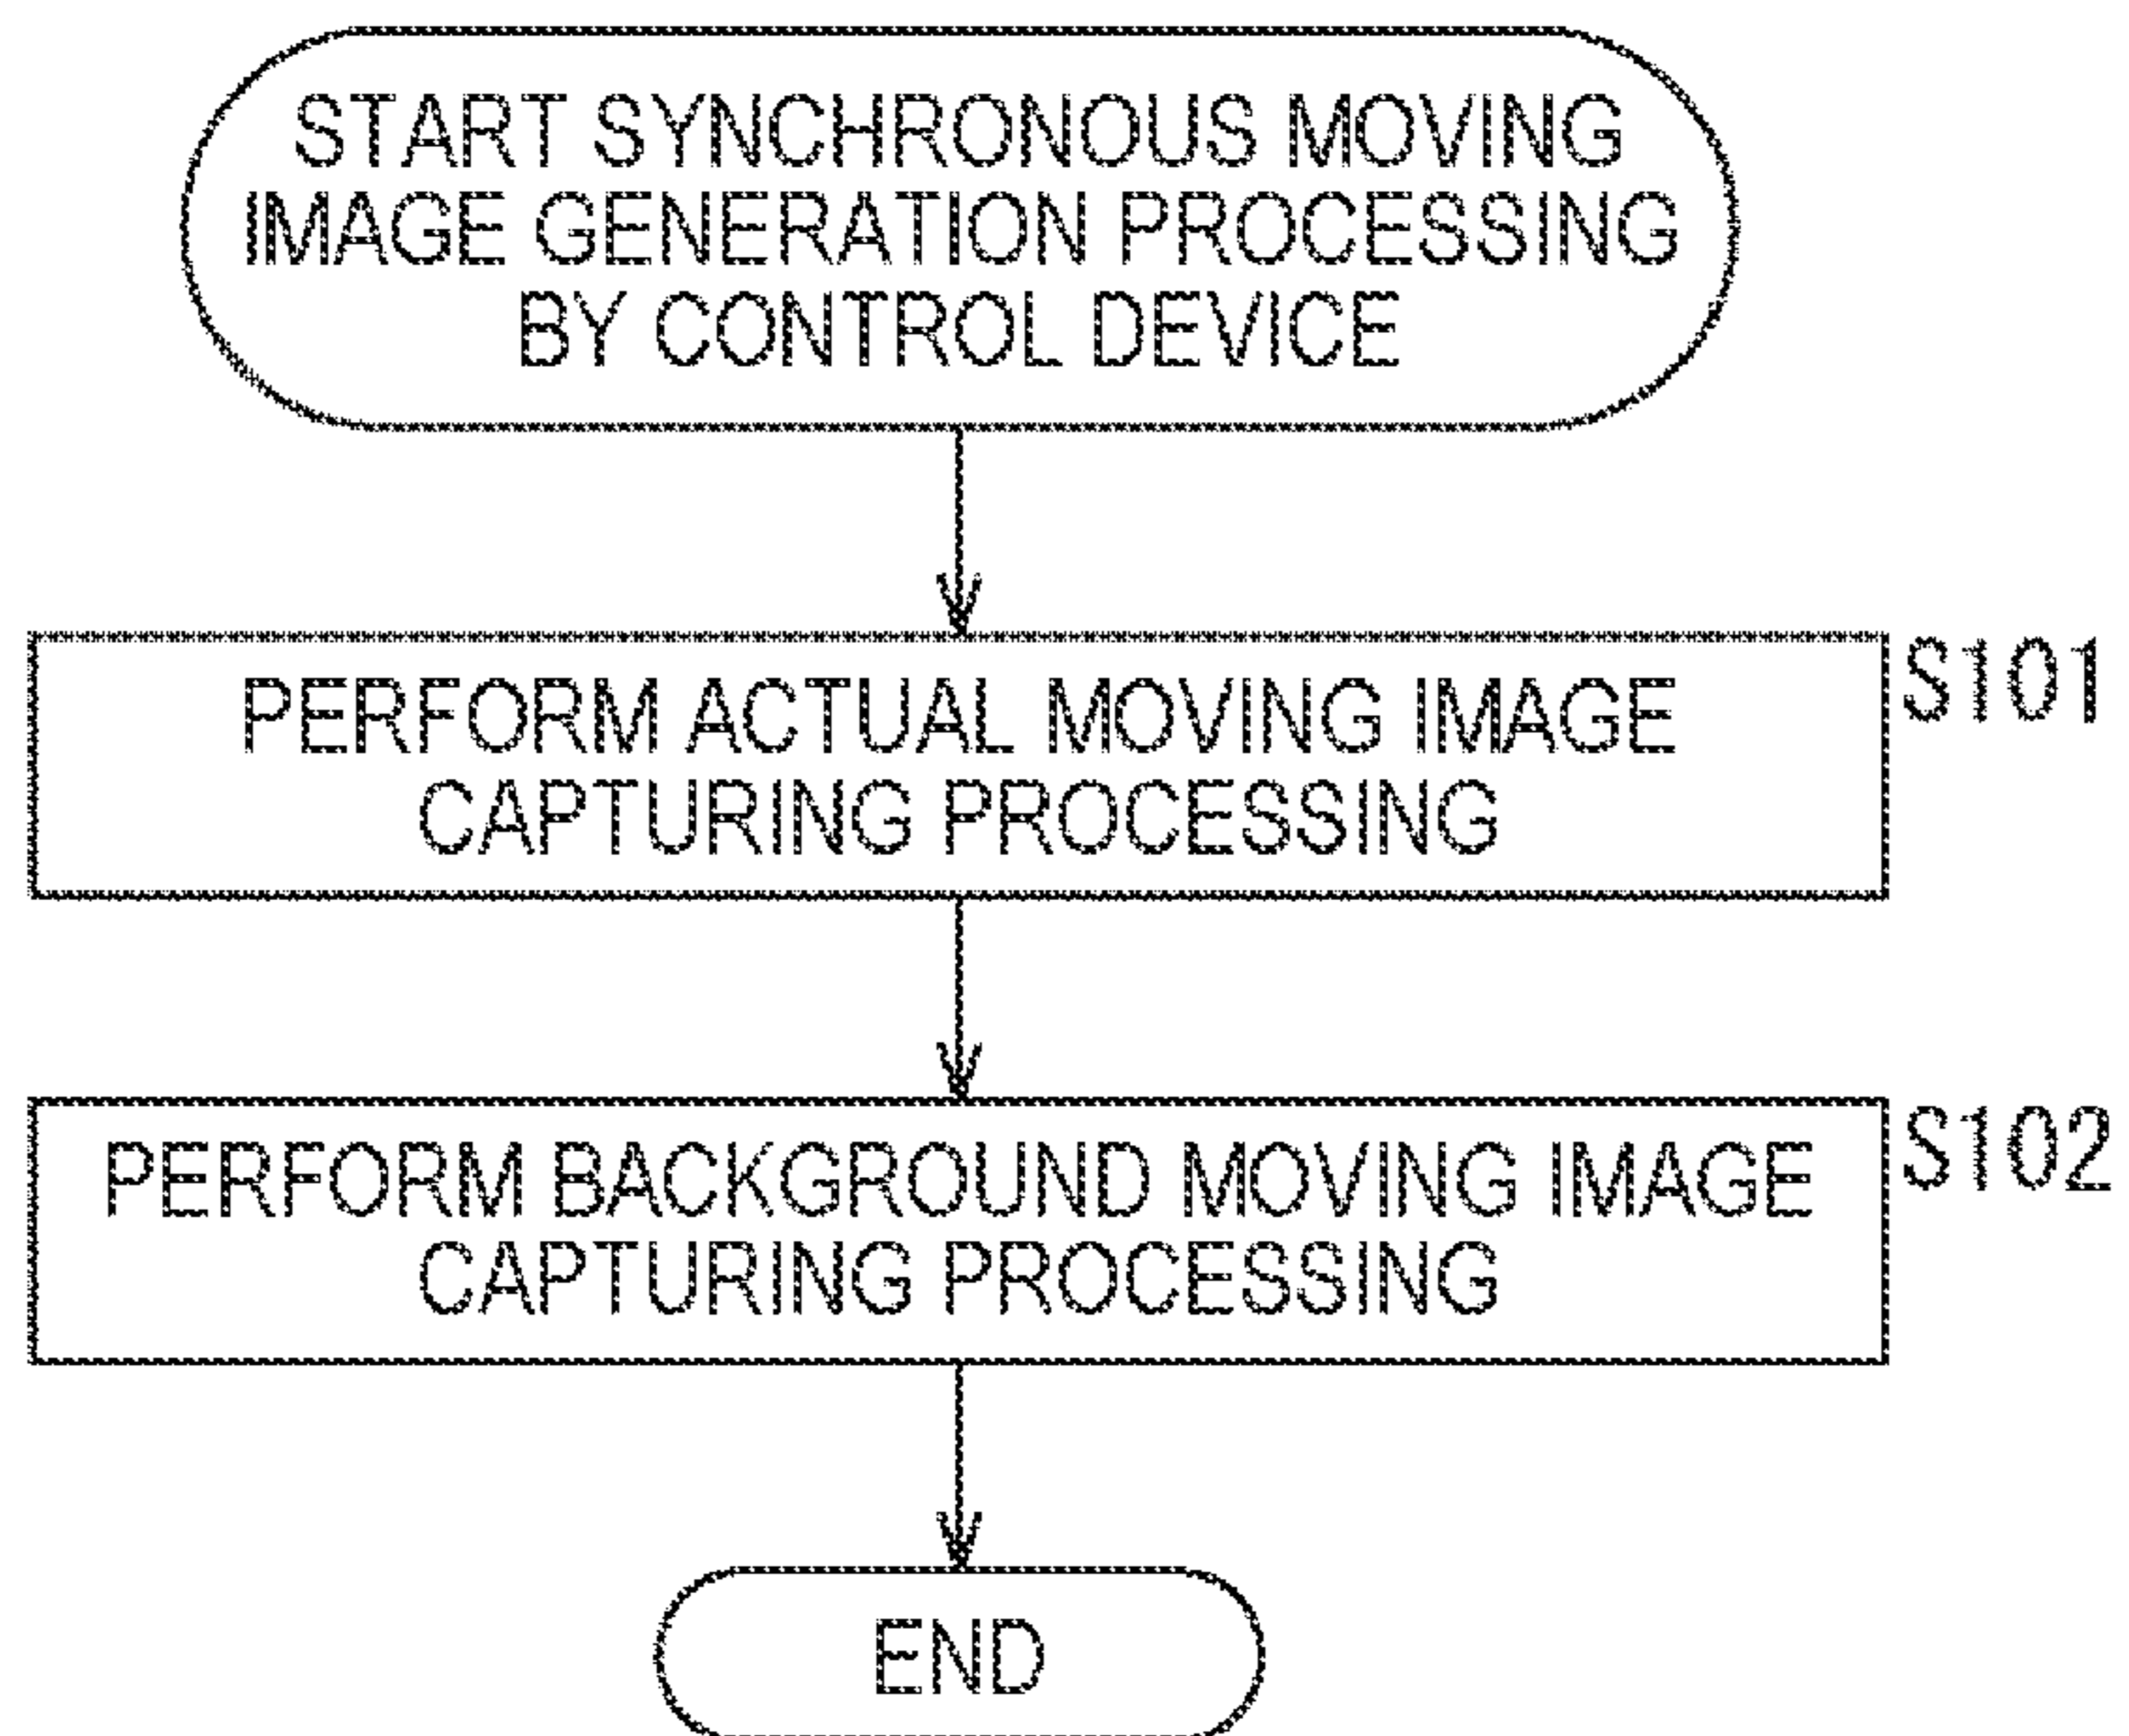 START SYNCHRONOUS MOVING
IMAGE GENERATION PROCESSING
BY CONTROL DEVICE
S101
PERFORM ACTUAL MOVING IMAGE
CAPTURING PROCESSING
S102
PERFORM BACKGROUND MOVING IMAGE
CAPTURING PROCESSING
END